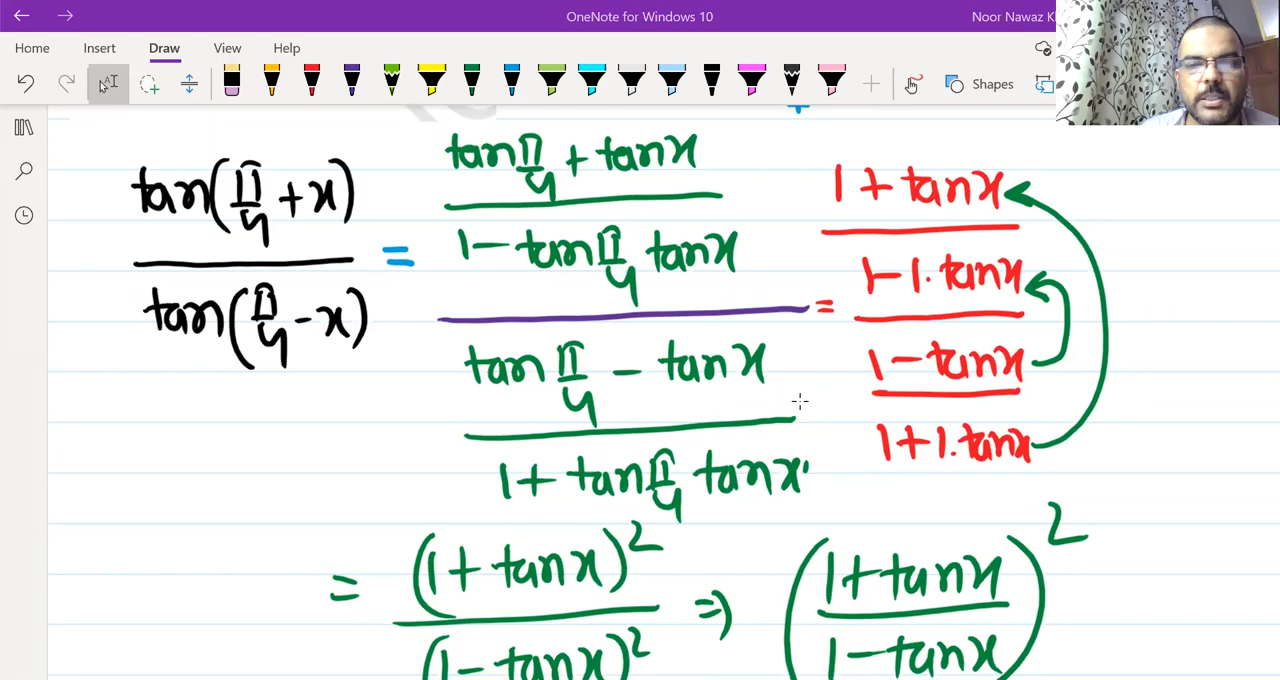 OneNote for Windows 10
Noor Nawaz
Home Insert Draw View Help
Shapes
tan(π/4 + x) / tan(π/4 - x) = ((tan π/4 + tan x) / (1 - tan π/4 tan x)) / ((tan π/4 - tan x) / (1 + tan π/4 tan x)) = ((1 + tan x) / (1 - 1. tan x)) / ((1 - tan x) / (1 + 1. tan x))
= (1 + tan x)² / (1 - tan x)² ⇒ ((1 + tan x) / (1 - tan x))²